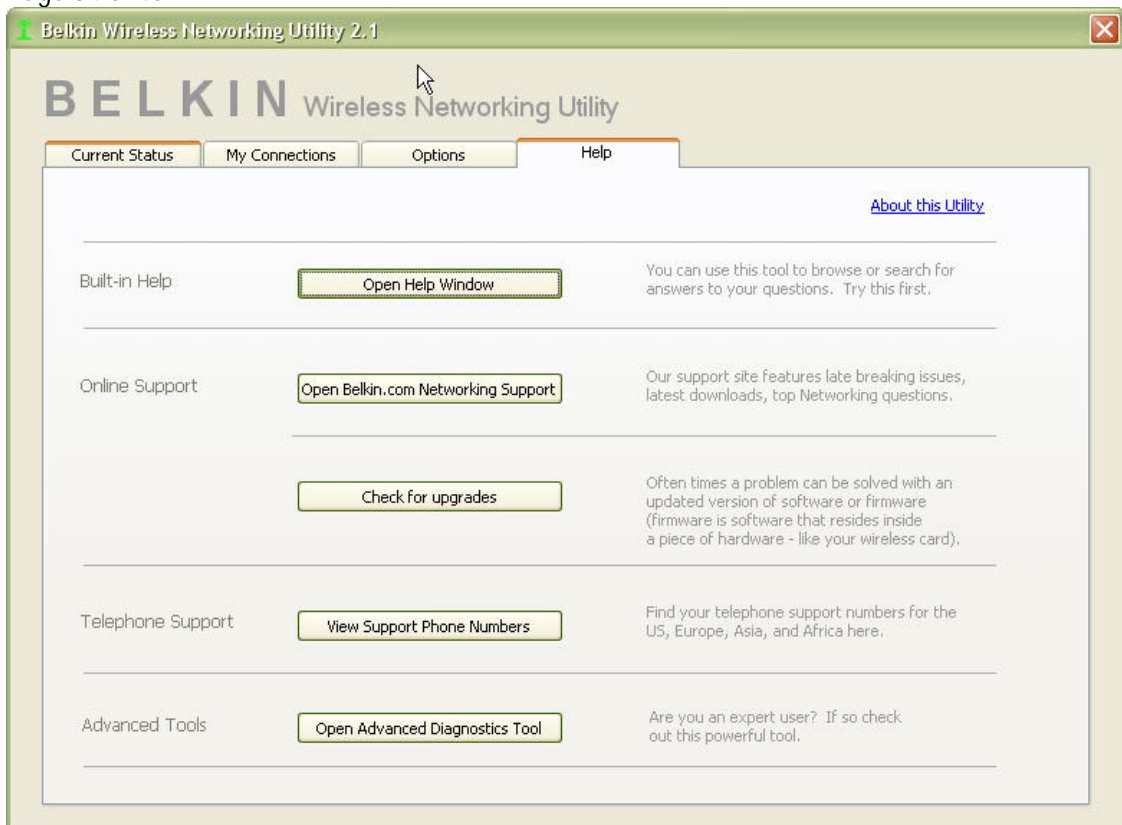 Belkin Wireless Networking Utility 2.1
BELKIN Wireless Networking Utility
Current Status
My Connections
Options
Help
About this Utility
Built-in Help
Open Help Window
You can use this tool to browse or search for
answers to your questions. Try this first.
Online Support
Open Belkin.com Networking Support
Our support site features late breaking issues,
latest downloads, top Networking questions.
Check for upgrades
Often times a problem can be solved with an
updated version of software or firmware
(firmware is software that resides inside
a piece of hardware - like your wireless card).
Telephone Support
View Support Phone Numbers
Find your telephone support numbers for the
US, Europe, Asia, and Africa here.
Advanced Tools
Open Advanced Diagnostics Tool
Are you an expert user? If so check
out this powerful tool.